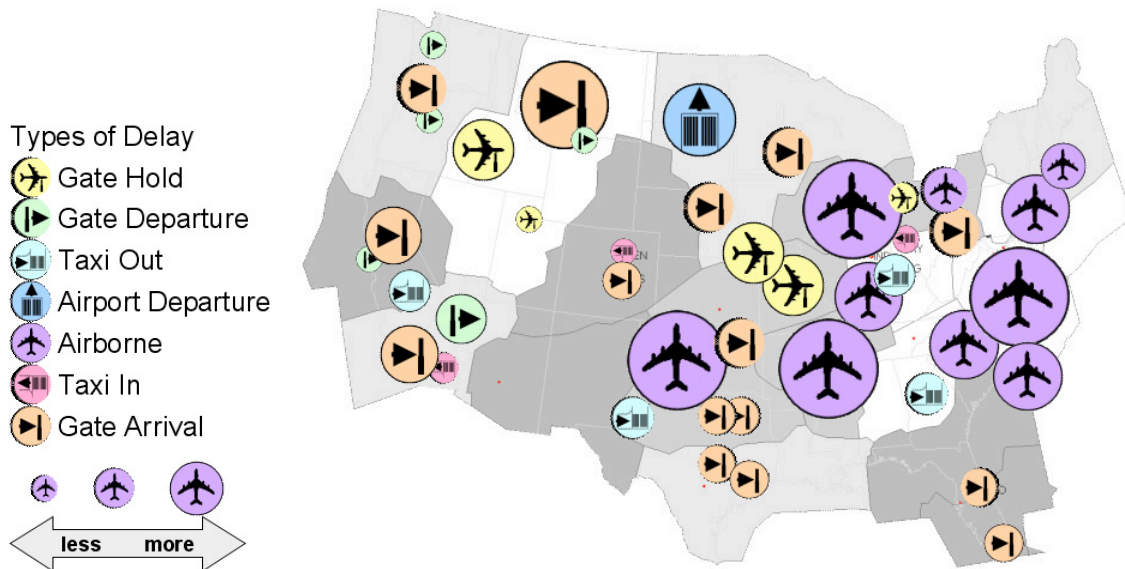 Types of Delay
Gate Hold
Gate Departure
Taxi Out
Airport Departure
Airborne
Taxi In
Gate Arrival
less more